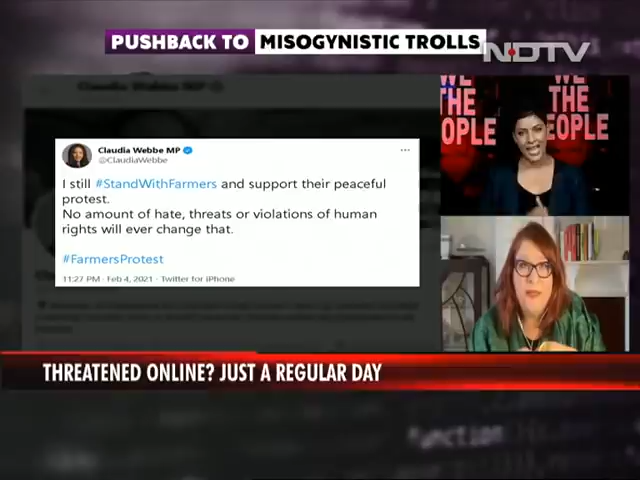 PUSHBACK TO MISOGYNISTIC TROLLS
NDTV
WE THE PEOPLE
THE PEOPLE
Claudia Webbe MP
@ClaudiaWebbe
I still #StandWithFarmers and support their peaceful
protest.
No amount of hate, threats or violations of human
rights will ever change that.
#FarmersProtest
11:27 PM · Feb 4, 2021 · Twitter for iPhone
THREATENED ONLINE? JUST A REGULAR DAY
function